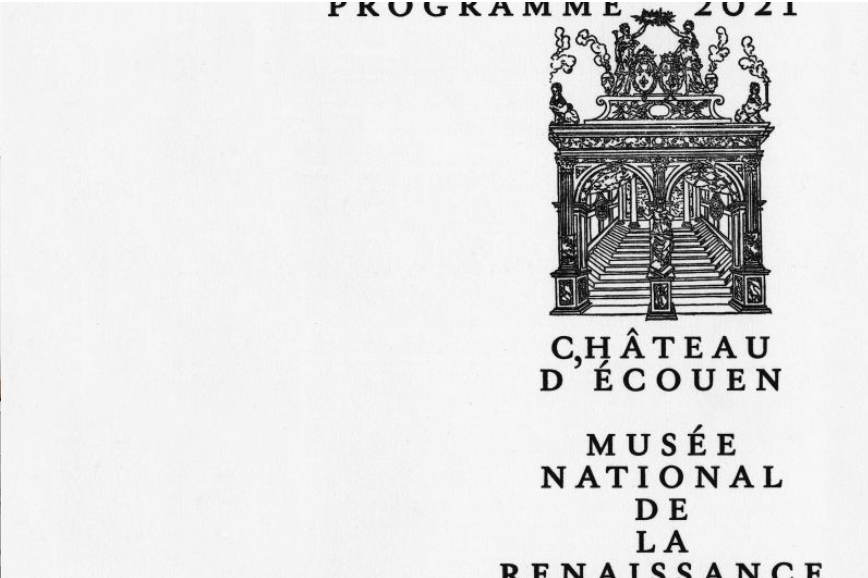 PROGRAMME 2021
CHÂTEAU
D'ÉCOUEN
MUSÉE
NATIONAL
DE
LA
RENAISSANCE